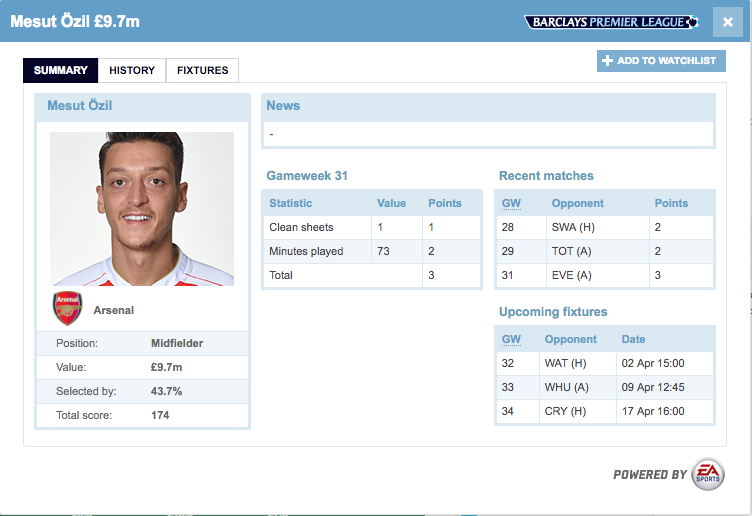 Mesut Özil £9.7m
BARCLAYS PREMIER LEAGUE
×
ADD TO WATCHLIST
SUMMARY HISTORY FIXTURES
Mesut Özil
Arsenal
Arsenal
Position: Midfielder
Value: £9.7m
Selected by: 43.7%
Total score: 174
News
-
Gameweek 31
Statistic Value Points
Clean sheets 1 1
Minutes played 73 2
Total 3
Recent matches
GW Opponent Points
28 SWA (H) 2
29 TOT (A) 2
31 EVE (A) 3
Upcoming fixtures
GW Opponent Date
32 WAT (H) 02 Apr 15:00
33 WHU (A) 09 Apr 12:45
34 CRY (H) 17 Apr 16:00
POWERED BY EA SPORTS